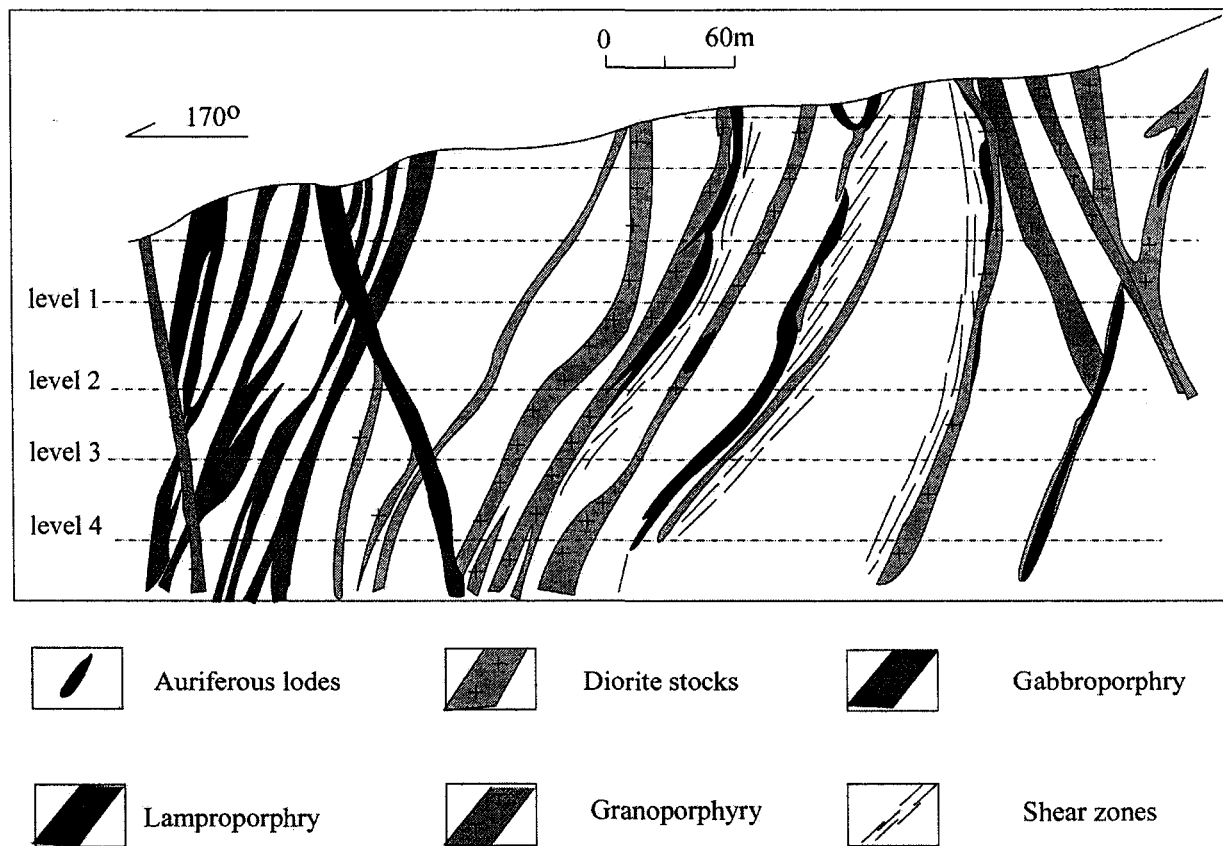 0 60m
170°
level 1
level 2
level 3
level 4
Auriferous lodes
Diorite stocks
Gabbroporphry
Lamproporphry
Granoporphyry
Shear zones